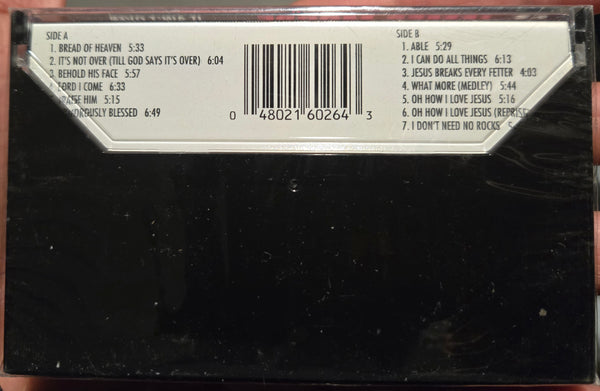 SIDE A
1. BREAD OF HEAVEN 5:33
2. IT'S NOT OVER (TILL GOD SAYS IT'S OVER) 6:04
3. BEHOLD HIS FACE 5:57
LORD I COME 6:33
HIM 5:15
BLESSED 6:49
0 48021 60264 3
SIDE B
1. ABLE 5:29
2. I CAN DO ALL THINGS 6:13
3. JESUS BREAKS EVERY FETTER 4:03
4. WHAT MORE (MEDLEY) 5:44
5. OH HOW I LOVE JESUS 5:16
6. OH HOW I LOVE JESUS (REPRISE
7. I DON'T NEED NO ROCKS